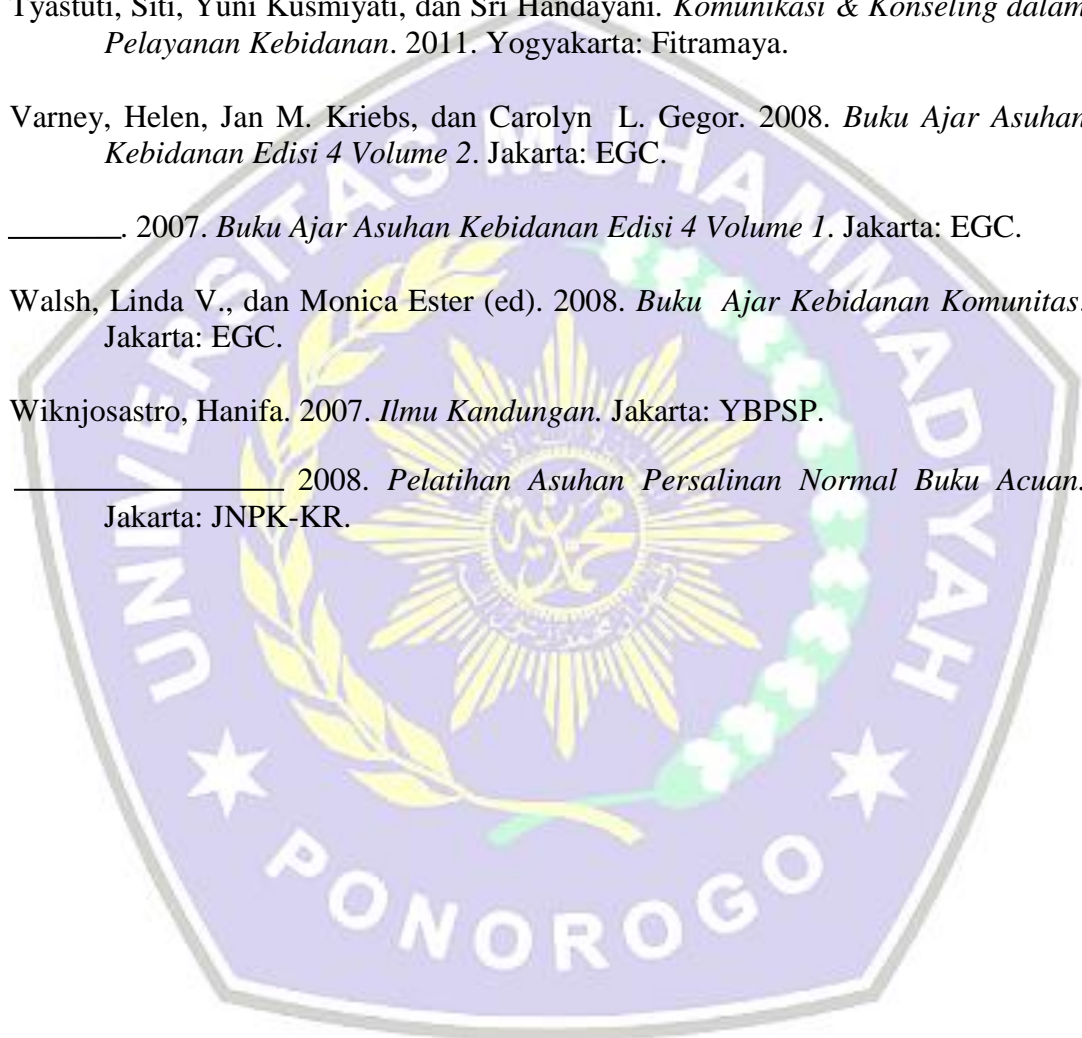 Tyastuti, Siti, Yuni Kusmiyati, dan Sri Handayani. Komunikasi & Konseling dalam
Pelayanan Kebidanan. 2011. Yogyakarta: Fitramaya.
Varney, Helen, Jan M. Kriebs, dan Carolyn L. Gegor. 2008. Buku Ajar Asuhan
Kebidanan Edisi 4 Volume 2. Jakarta: EGC.
_______. 2007. Buku Ajar Asuhan Kebidanan Edisi 4 Volume 1. Jakarta: EGC.
Walsh, Linda V., dan Monica Ester (ed). 2008. Buku Ajar Kebidanan Komunitas.
Jakarta: EGC.
Wiknjosastro, Hanifa. 2007. Ilmu Kandungan. Jakarta: YBPSP.
_________________ 2008. Pelatihan Asuhan Persalinan Normal Buku Acuan.
Jakarta: JNPK-KR.
UNIVERSITAS MUHAMMADIYAH
PONOROGO